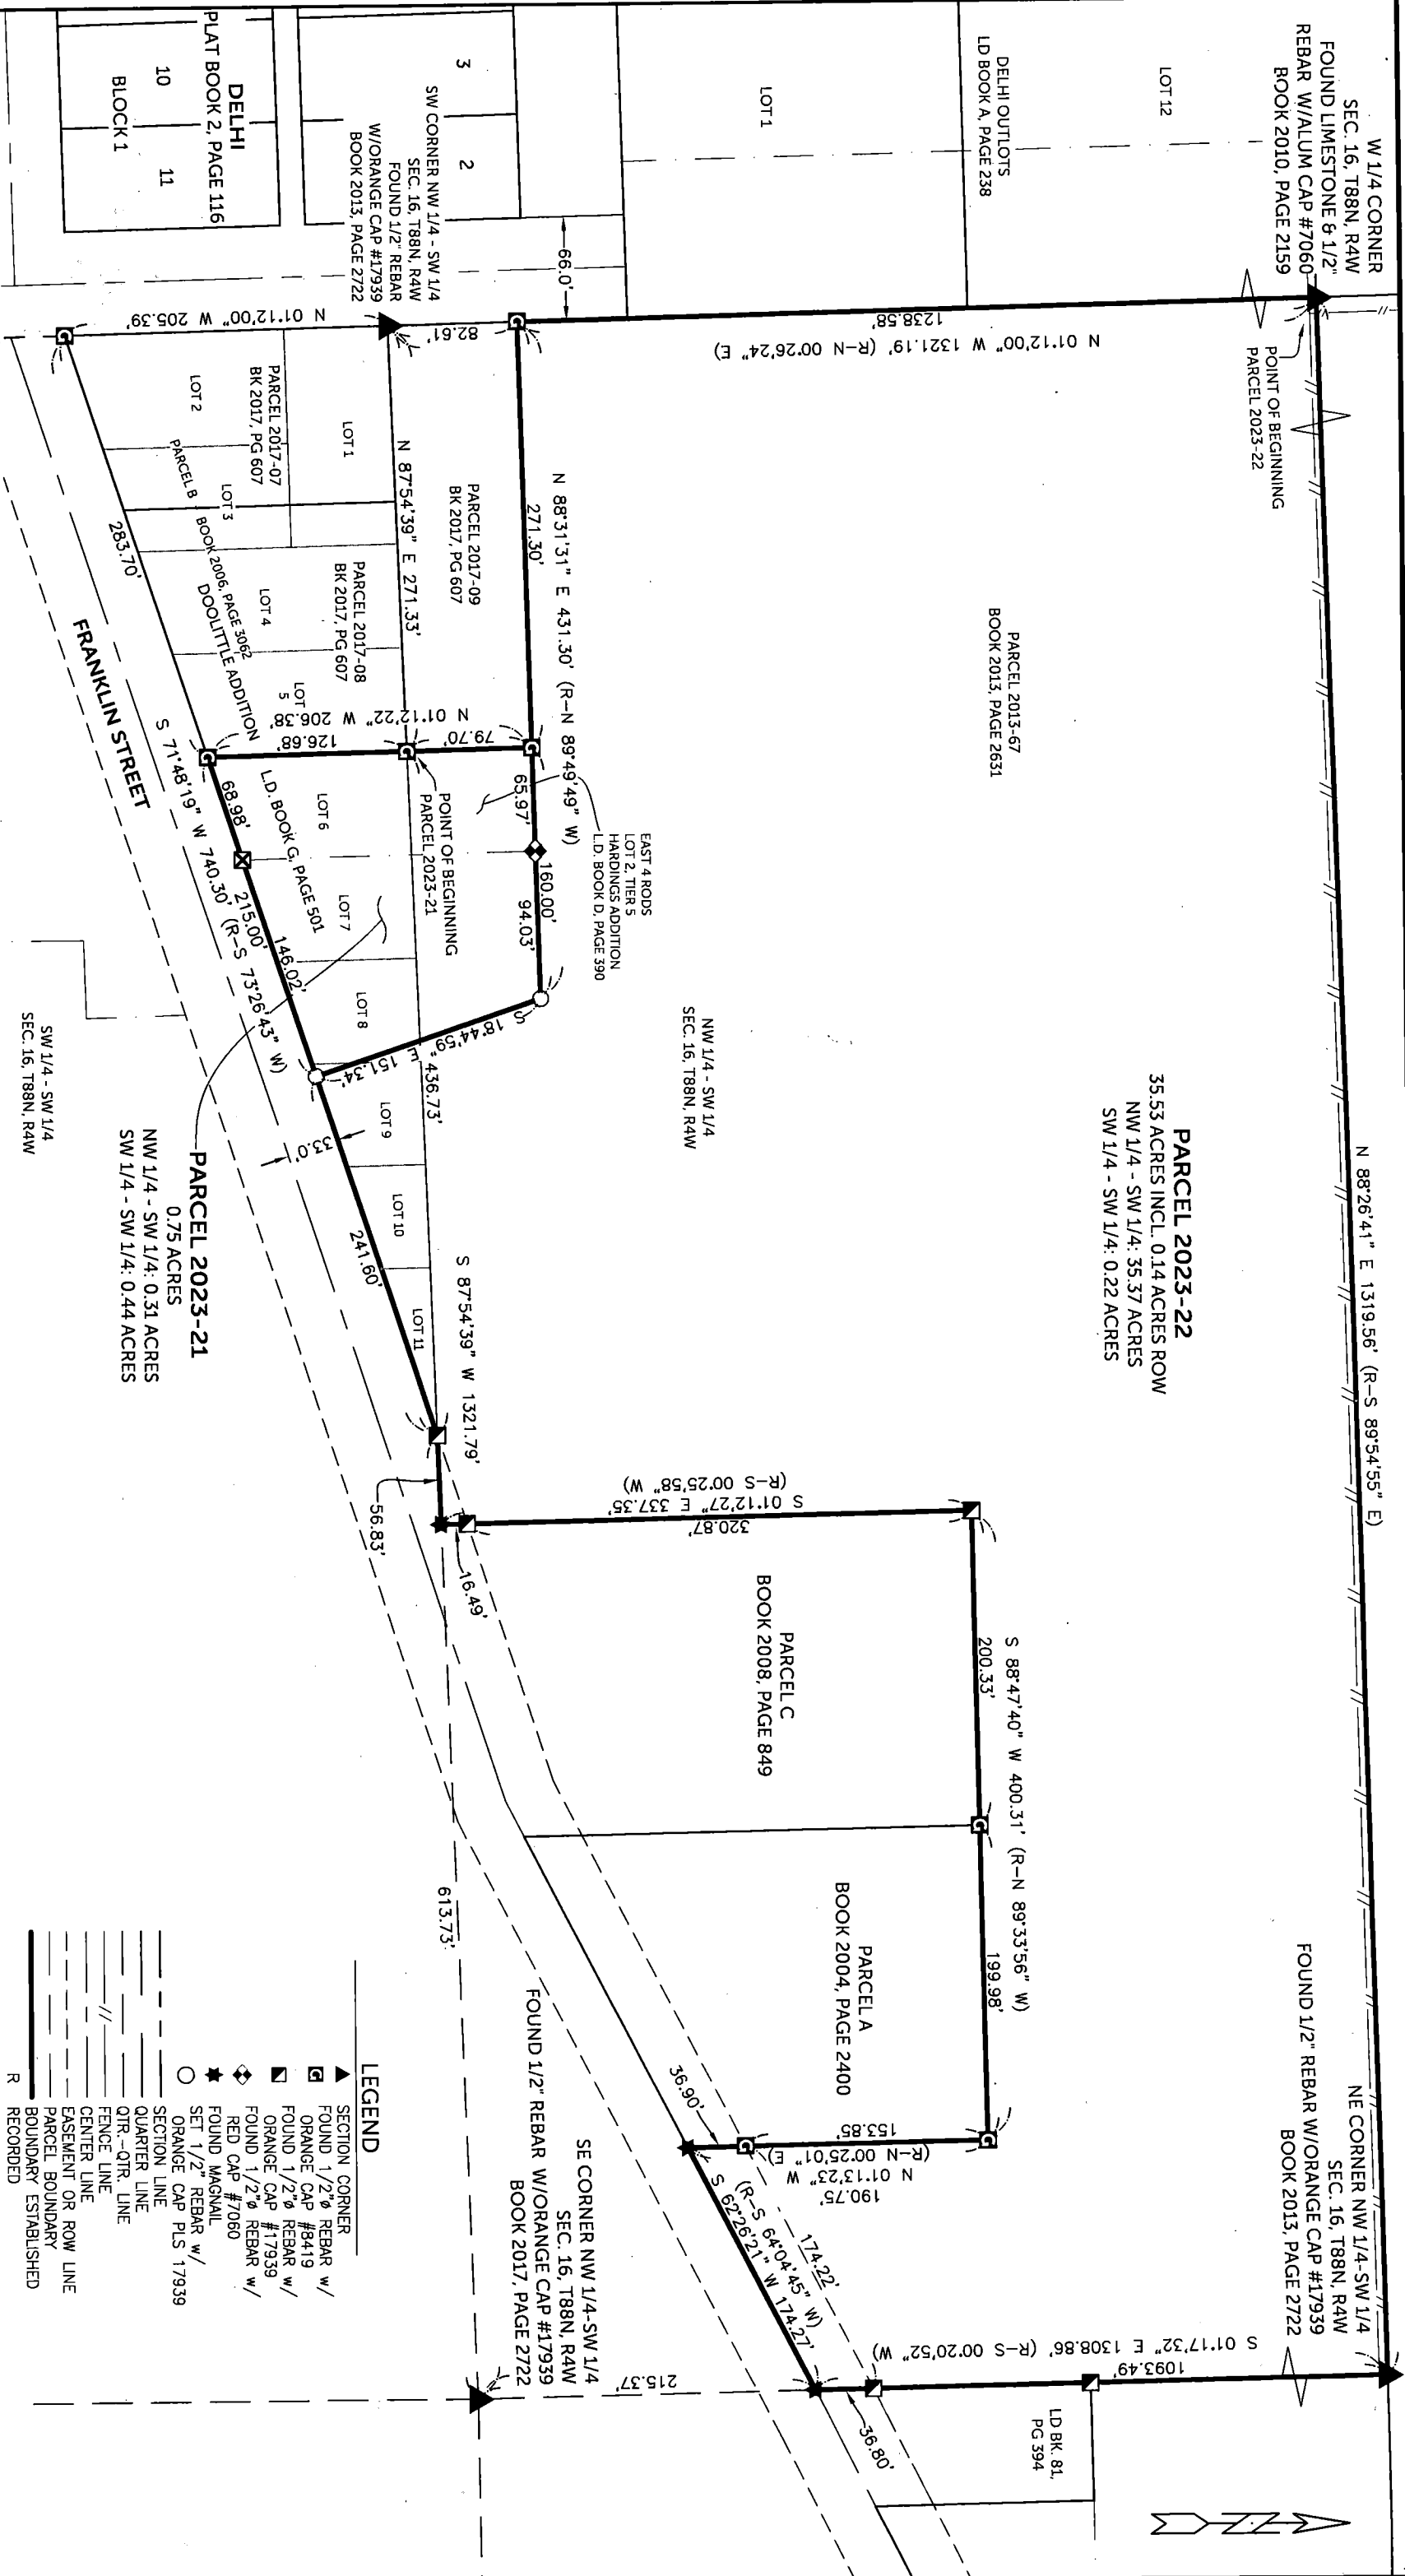 W 1/4 CORNER
SEC. 16, T88N, R4W
FOUND LIMESTONE & 1/2"
REBAR W/ALUM CAP #7060
BOOK 2010, PAGE 2159
POINT OF BEGINNING
PARCEL 2023-22
N 88°26'41" E 1319.56' (R-S 89°54'55" E)
NE CORNER NW 1/4-SW 1/4
SEC. 16, T88N, R4W
FOUND 1/2" REBAR W/ORANGE CAP #17939
BOOK 2013, PAGE 2722
LOT 12
DELHI OUTLOTS
LD BOOK A, PAGE 238
LOT 1
1238.58'
N 01°12'00" W 1321.19' (R-N 00°26'24" E)
PARCEL 2023-22
35.53 ACRES INCL. 0.14 ACRES ROW
NW 1/4 - SW 1/4: 35.37 ACRES
SW 1/4 - SW 1/4: 0.22 ACRES
PARCEL 2013-67
BOOK 2013, PAGE 2631
NW 1/4 - SW 1/4
SEC. 16, T88N, R4W
S 01°17'32" E 1308.86' (R-S 00°20'52" W)
1093.49'
LD BK. 81,
PG 394
36.80'
S 88°47'40" W 400.31' (R-N 89°33'56" W)
200.33'
199.98'
S 01°12'27" E 337.35'
(R-S 00°25'58" W)
320.87'
PARCEL C
BOOK 2008, PAGE 849
PARCEL A
BOOK 2004, PAGE 2400
153.85'
(R-N 00°25'01" E)
N 01°13'23" W
190.75'
36.90'
174.22'
(R-S 64°04'45" W)
S 62°26'21" W 174.27'
215.37'
16.49'
56.83'
613.73'
SE CORNER NW 1/4-SW 1/4
SEC. 16, T88N, R4W
FOUND 1/2" REBAR W/ORANGE CAP #17939
BOOK 2017, PAGE 2722
66.0'
3
2
SW CORNER NW 1/4 - SW 1/4
SEC. 16, T88N, R4W
FOUND 1/2" REBAR
W/ORANGE CAP #17939
BOOK 2013, PAGE 2722
DELHI
PLAT BOOK 2, PAGE 116
10
11
BLOCK 1
82.61'
N 01°12'00" W 205.39'
N 88°31'31" E 431.30' (R-N 89°49'49" W)
271.30'
65.97'
160.00'
94.03'
EAST 4 RODS
LOT 2, TIER 5
HARDINGS ADDITION
L.D. BOOK D, PAGE 390
PARCEL 2017-09
BK 2017, PG 607
N 87°54'39" E 271.33'
79.70'
N 01°12'22" W 206.38'
126.68'
POINT OF BEGINNING
PARCEL 2023-21
436.73'
S 18°44'59" E 151.34'
S 87°54'39" W 1321.79'
LOT 1
LOT 2
PARCEL 2017-07
BK 2017, PG 607
LOT 3
PARCEL B
BOOK 2006, PAGE 3062
PARCEL 2017-08
BK 2017, PG 607
LOT 4
LOT
5
DOOLITTLE ADDITION
L.D. BOOK G, PAGE 501
LOT 6
LOT 7
LOT 8
LOT 9
LOT 10
LOT 11
283.70'
68.98'
215.00'
146.02'
241.60'
33.0'
S 71°48'19" W 740.30' (R-S 73°26'43" W)
FRANKLIN STREET
PARCEL 2023-21
0.75 ACRES
NW 1/4 - SW 1/4: 0.31 ACRES
SW 1/4 - SW 1/4: 0.44 ACRES
SW 1/4 - SW 1/4
SEC. 16, T88N, R4W
LEGEND
SECTION CORNER
FOUND 1/2"ø REBAR w/
ORANGE CAP #8419
FOUND 1/2"ø REBAR w/
ORANGE CAP #17939
FOUND 1/2"ø REBAR w/
RED CAP #7060
FOUND MAGNAIL
SET 1/2" REBAR w/
ORANGE CAP PLS 17939
SECTION LINE
QUARTER LINE
QTR.-QTR. LINE
FENCE LINE
CENTER LINE
EASEMENT OR ROW LINE
PARCEL BOUNDARY
BOUNDARY ESTABLISHED
R RECORDED